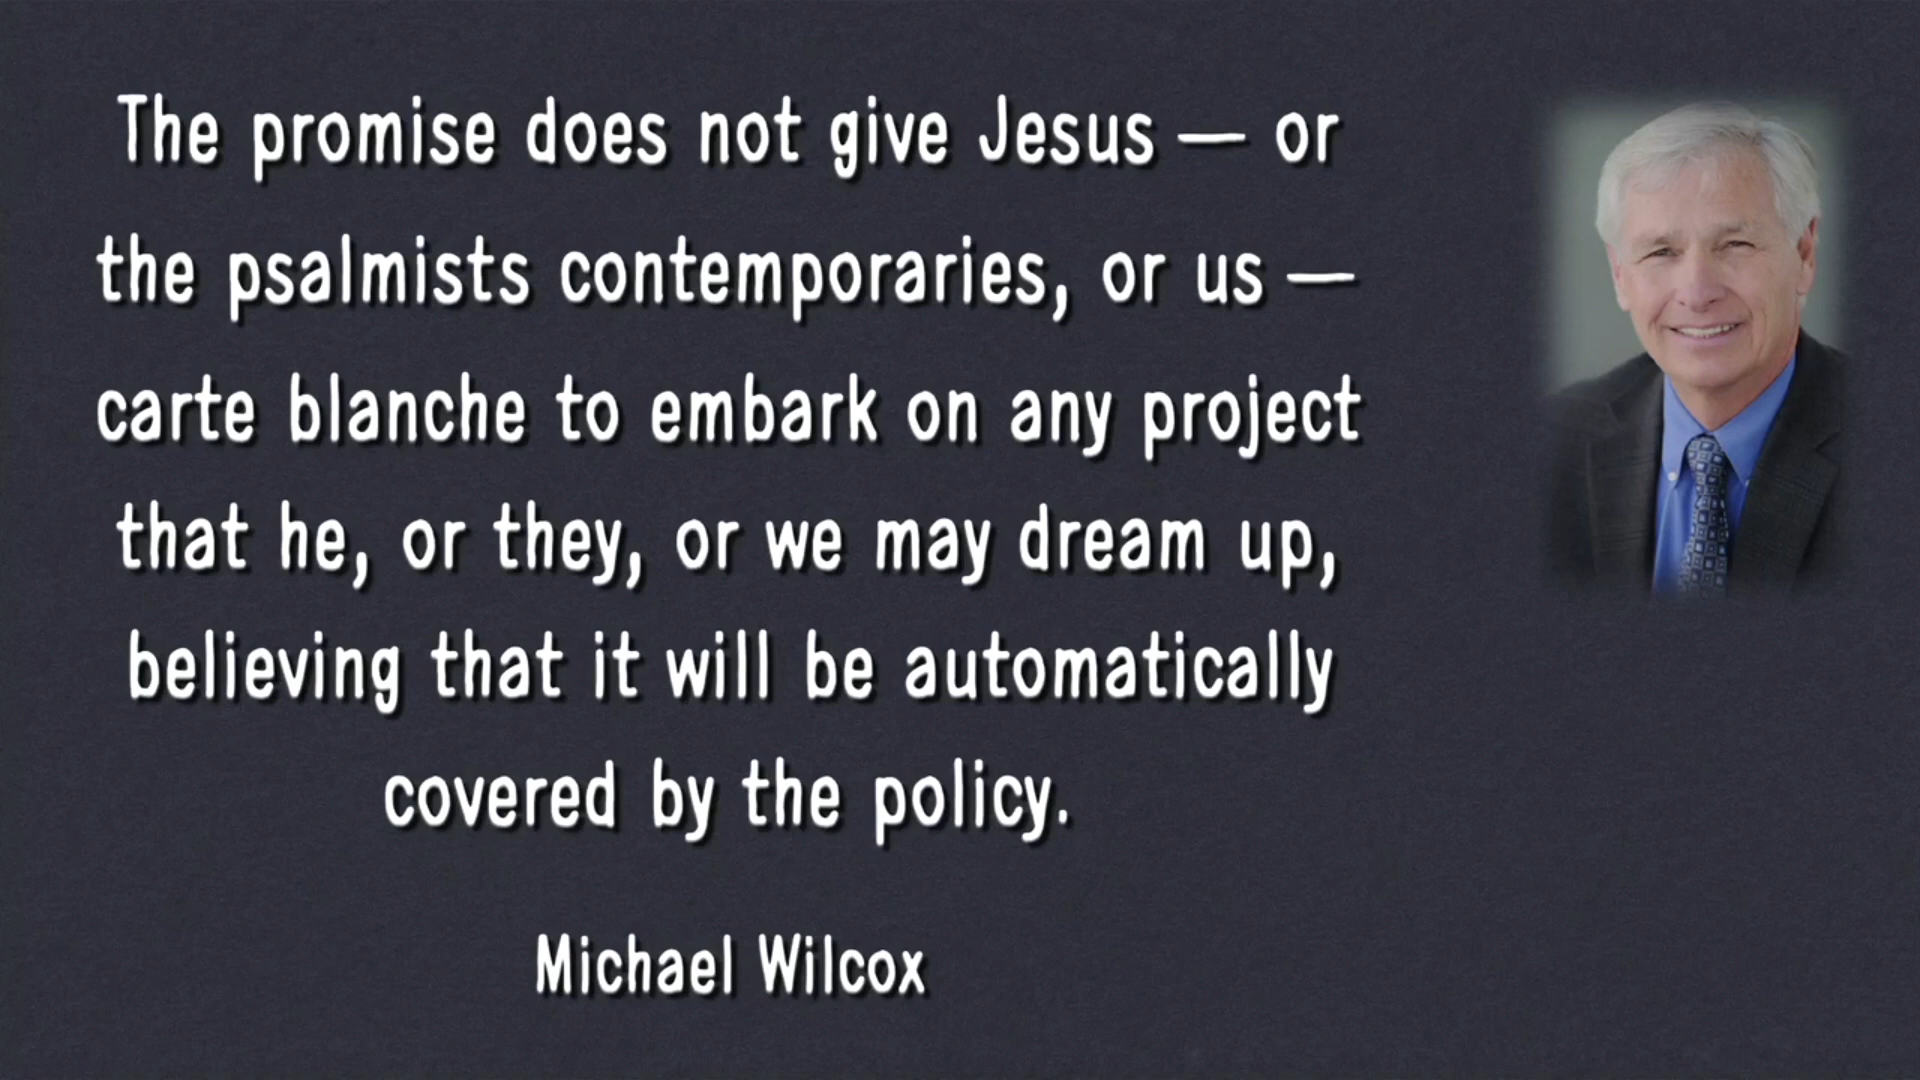 The promise does not give Jesus — or
the psalmists contemporaries, or us —
carte blanche to embark on any project
that he, or they, or we may dream up,
believing that it will be automatically
covered by the policy.
Michael Wilcox